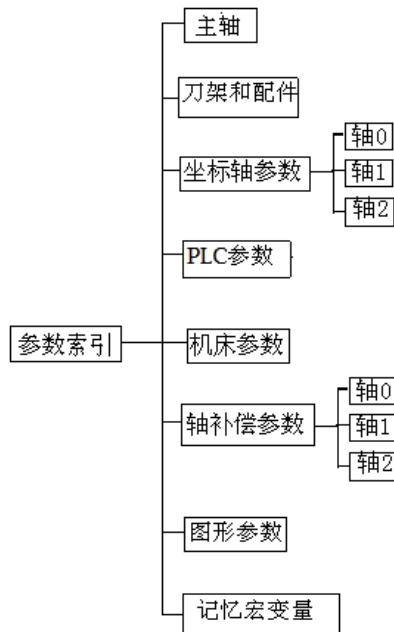 主轴
刀架和配件
坐标轴参数
轴0
轴1
轴2
PLC参数
参数索引
机床参数
轴补偿参数
轴0
轴1
轴2
图形参数
记忆宏变量